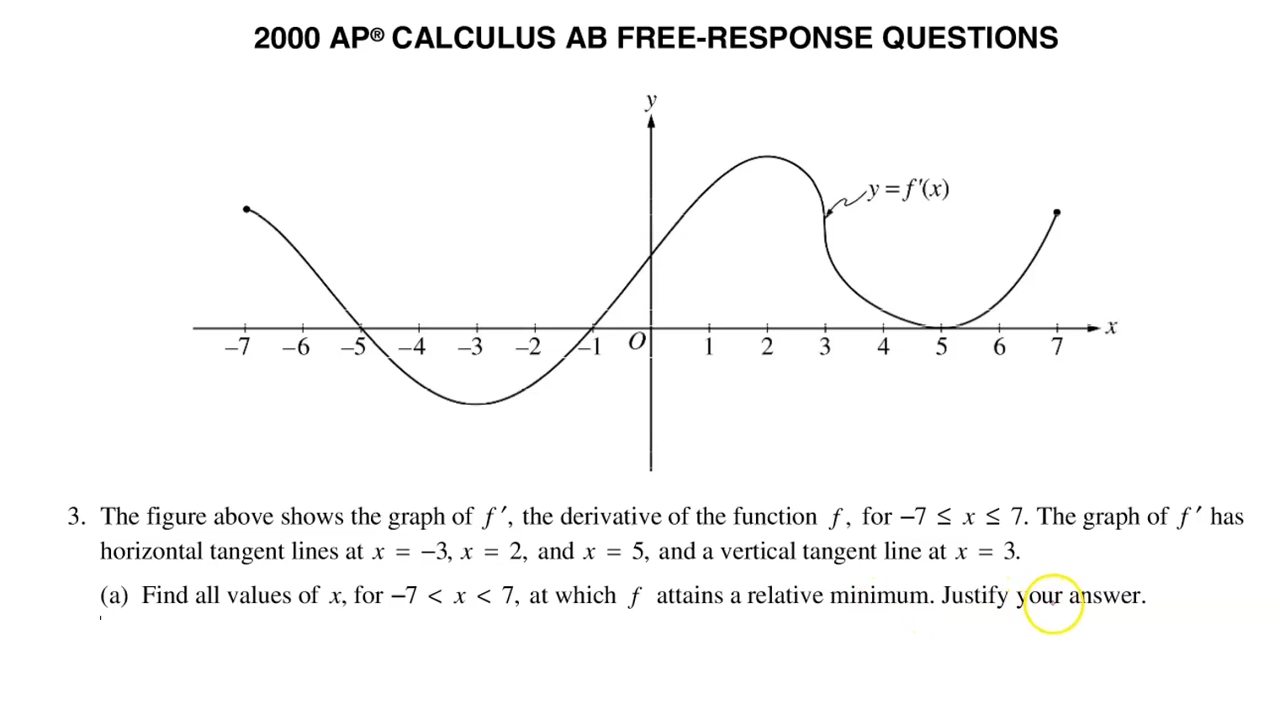 2000 AP® CALCULUS AB FREE-RESPONSE QUESTIONS
y
y = f′(x)
–7 –6 –5 –4 –3 –2 –1 O 1 2 3 4 5 6 7 x
3. The figure above shows the graph of f ′, the derivative of the function f, for −7 ≤ x ≤ 7. The graph of f ′ has
horizontal tangent lines at x = −3, x = 2, and x = 5, and a vertical tangent line at x = 3.
(a) Find all values of x, for −7 < x < 7, at which f attains a relative minimum. Justify your answer.